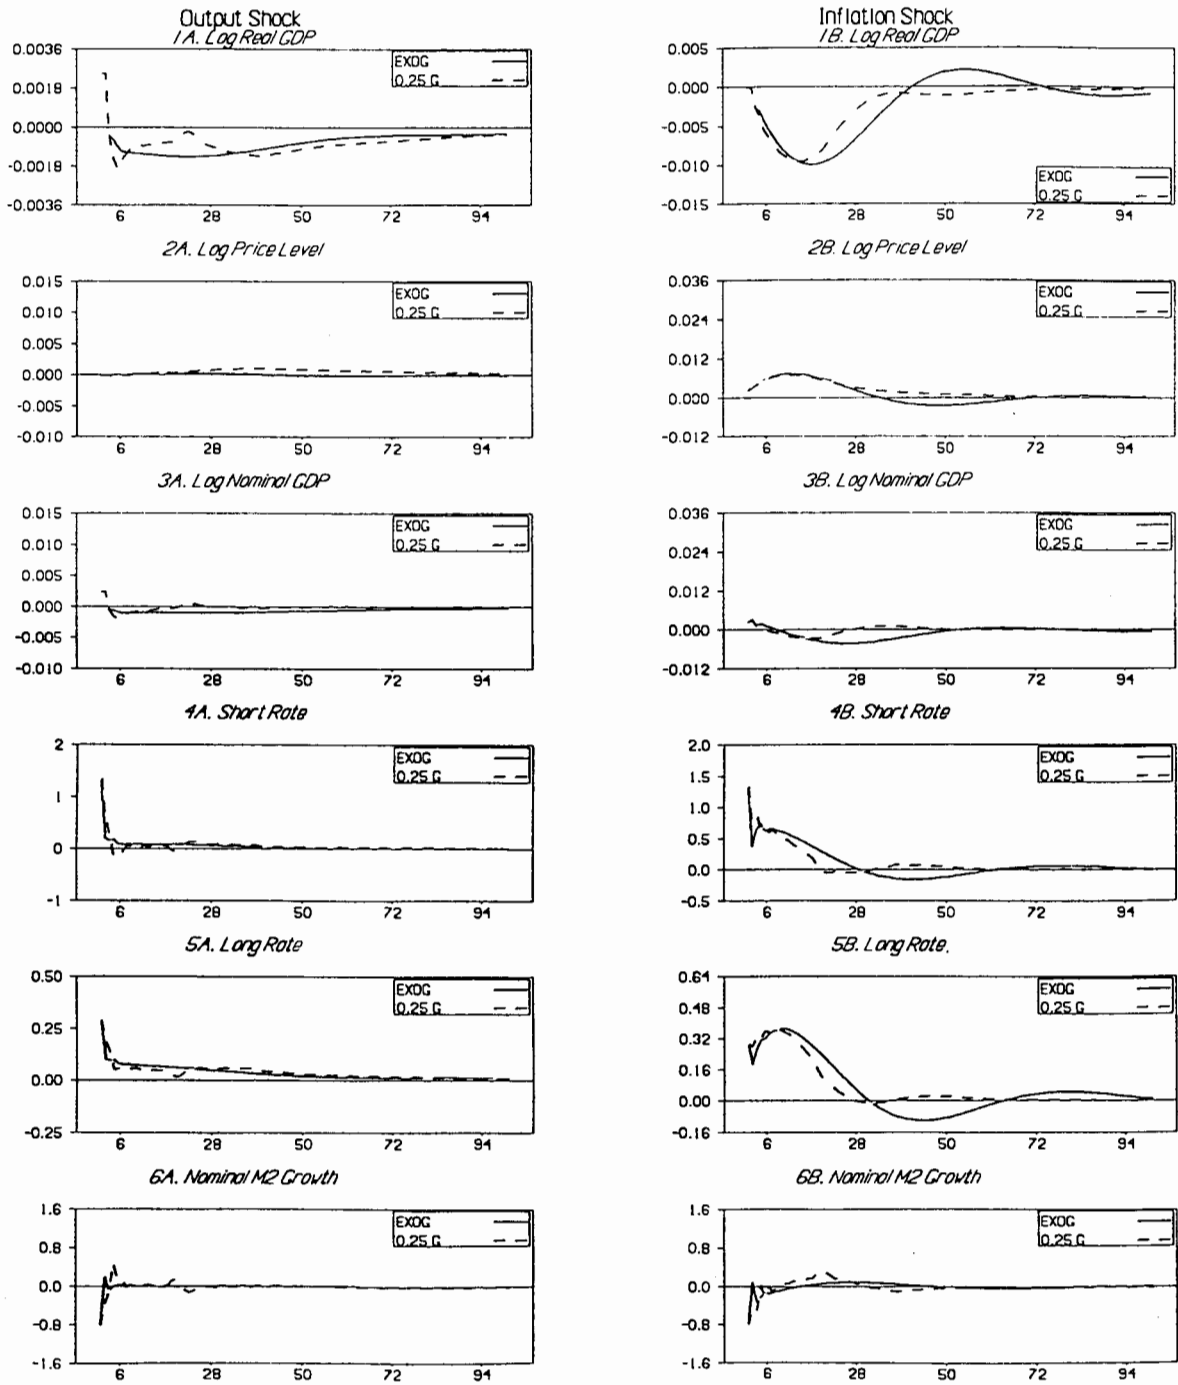 Output Shock
1A. Log Real GDP
0.0036
0.0018
0.0000
-0.0018
-0.0036
EXOG
0.25 G
6 28 50 72 94
Inflation Shock
1B. Log Real GDP
0.005
0.000
-0.005
-0.010
-0.015
EXOG
0.25 G
6 28 50 72 94
2A. Log Price Level
0.015
0.010
0.005
0.000
-0.005
-0.010
EXOG
0.25 G
6 28 50 72 94
2B. Log Price Level
0.036
0.024
0.012
0.000
-0.012
EXOG
0.25 G
6 28 50 72 94
3A. Log Nominal GDP
0.015
0.010
0.005
0.000
-0.005
-0.010
EXOG
0.25 G
6 28 50 72 94
3B. Log Nominal GDP
0.036
0.024
0.012
0.000
-0.012
EXOG
0.25 G
6 28 50 72 94
4A. Short Rate
2
1
0
-1
EXOG
0.25 G
6 28 50 72 94
4B. Short Rate
2.0
1.5
1.0
0.5
0.0
-0.5
EXOG
0.25 G
6 28 50 72 94
5A. Long Rate
0.50
0.25
0.00
-0.25
EXOG
0.25 G
6 28 50 72 94
5B. Long Rate.
0.64
0.48
0.32
0.16
0.00
-0.16
EXOG
0.25 G
6 28 50 72 94
6A. Nominal M2 Growth
1.6
0.8
0.0
-0.8
-1.6
EXOG
0.25 G
6 28 50 72 94
6B. Nominal M2 Growth
1.6
0.8
0.0
-0.8
-1.6
EXOG
0.25 G
6 28 50 72 94